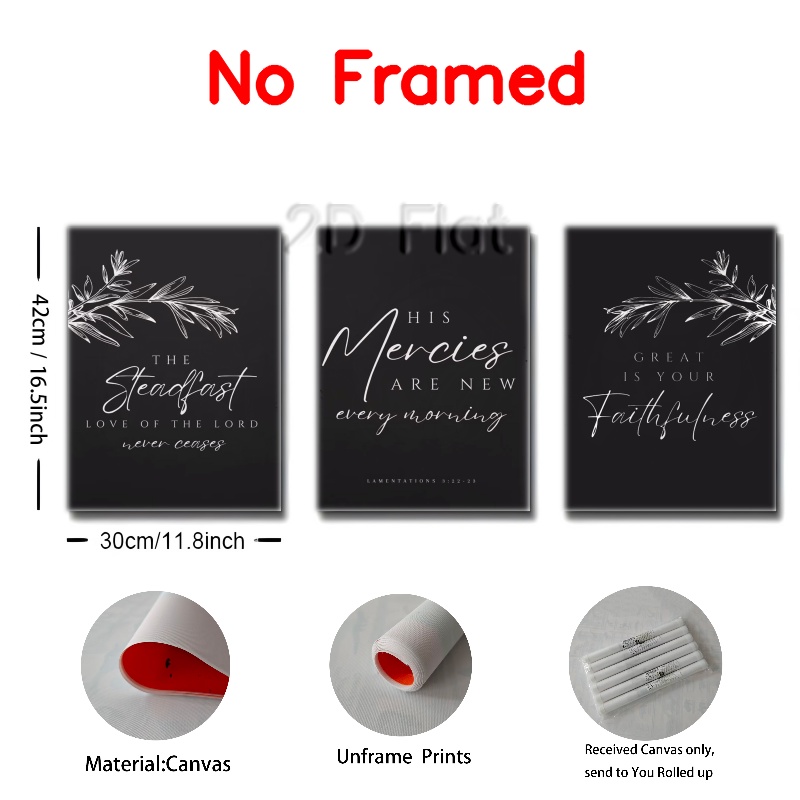 No Framed
2D Flat
42cm / 16.5inch
THE
Steadfast
LOVE OF THE LORD
never ceases
HIS
Mercies
ARE NEW
every morning
LAMENTATIONS 3:22-23
GREAT
IS YOUR
Faithfulness
30cm/11.8inch
Material:Canvas
Unframe Prints
Received Canvas only,
send to You Rolled up